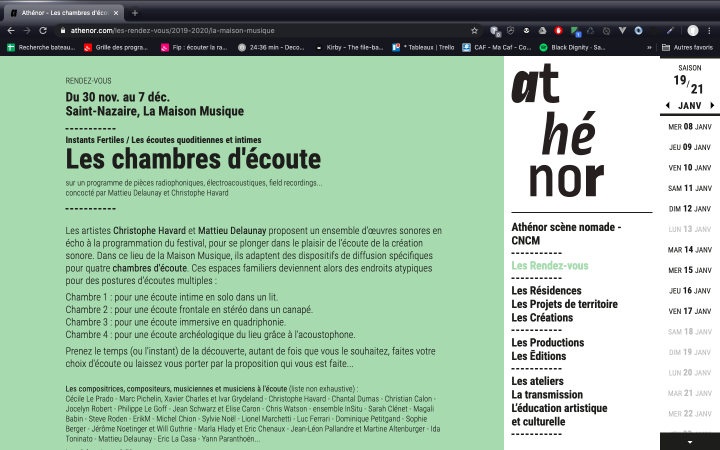 Athénor - Les chambres d'écou
athenor.com/les-rendez-vous/2019-2020/la-maison-musique
Recherche bateau... Grille des progra... Fip : écouter la ra... 24:36 min - Deco... Kirby - The file-ba... * Tableaux | Trello CAF - Ma Caf - Co... Black Dignity - Sa... » Autres favoris
RENDEZ-VOUS
Du 30 nov. au 7 déc.
Saint-Nazaire, La Maison Musique
Instants Fertiles / Les écoutes quoditiennes et intimes
Les chambres d'écoute
sur un programme de pièces radiophoniques, électroacoustiques, field recordings...
concocté par Mattieu Delaunay et Christophe Havard
Les artistes Christophe Havard et Mattieu Delaunay proposent un ensemble d'œuvres sonores en
écho à la programmation du festival, pour se plonger dans le plaisir de l'écoute de la création
sonore. Dans ce lieu de la Maison Musique, ils adaptent des dispositifs de diffusion spécifiques
pour quatre chambres d'écoute. Ces espaces familiers deviennent alors des endroits atypiques
pour des postures d'écoutes multiples :
Chambre 1 : pour une écoute intime en solo dans un lit.
Chambre 2 : pour une écoute frontale en stéréo dans un canapé.
Chambre 3 : pour une écoute immersive en quadriphonie.
Chambre 4 : pour une écoute archéologique du lieu grâce à l'acoustophone.
Prenez le temps (ou l'instant) de la découverte, autant de fois que vous le souhaitez, faites votre
choix d'écoute ou laissez vous porter par la proposition qui vous est faite...
Les compositrices, compositeurs, musiciennes et musiciens à l'écoute (liste non exhaustive) :
Cécile Le Prado - Marc Pichelin, Xavier Charles et Ivar Grydeland - Christophe Havard - Chantal Dumas - Christian Calon -
Jocelyn Robert - Philippe Le Goff - Jean Schwarz et Elise Caron - Chris Watson - ensemble InSitu - Sarah Clénet - Magali
Babin - Steve Roden - ErikM - Michel Chion - Sylvie Noël - Lionel Marchetti - Luc Ferrari - Dominique Petitgand - Sophie
Berger - Jérôme Noetinger et Will Guthrie - Marla Hlady et Eric Chenaux - Jean-Léon Pallandre et Martine Altenburger - Ida
Toninato - Mattieu Delaunay - Eric La Casa - Yann Paranthoën...
at
hé
nor
Athénor scène nomade -
CNCM
Les Rendez-vous
Les Résidences
Les Projets de territoire
Les Créations
Les Productions
Les Éditions
Les ateliers
La transmission
L'éducation artistique
et culturelle
SAISON
19/21
JANV
MER 08 JANV
JEU 09 JANV
VEN 10 JANV
SAM 11 JANV
DIM 12 JANV
LUN 13 JANV
MAR 14 JANV
MER 15 JANV
JEU 16 JANV
VEN 17 JANV
SAM 18 JANV
DIM 19 JANV
LUN 20 JANV
MAR 21 JANV
MER 22 JANV